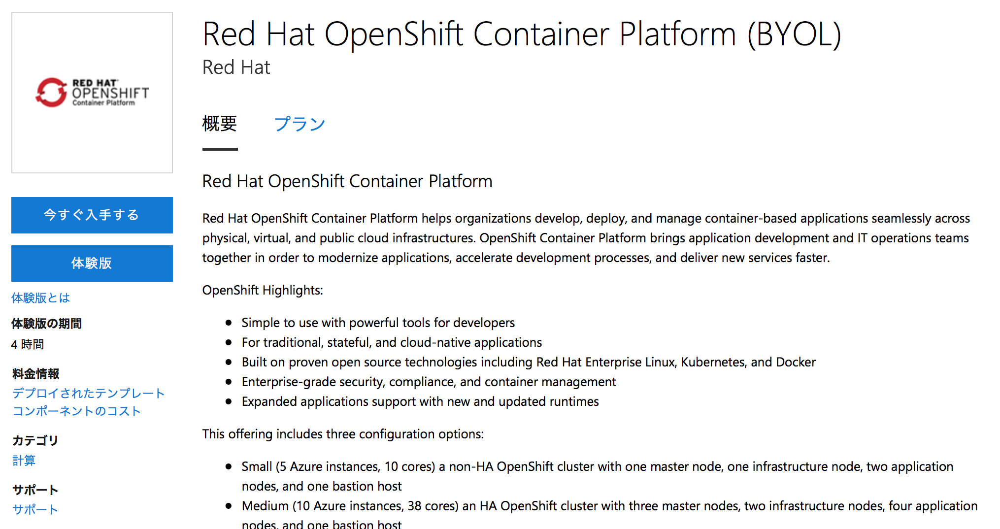 Red Hat OpenShift Container Platform (BYOL)
Red Hat
RED HAT
OPENSHIFT
Container Platform
概要
プラン
今すぐ入手する
体験版
体験版とは
体験版の期間
4 時間
料金情報
デプロイされたテンプレート
コンポーネントのコスト
カテゴリ
計算
サポート
サポート
Red Hat OpenShift Container Platform
Red Hat OpenShift Container Platform helps organizations develop, deploy, and manage container-based applications seamlessly across
physical, virtual, and public cloud infrastructures. OpenShift Container Platform brings application development and IT operations teams
together in order to modernize applications, accelerate development processes, and deliver new services faster.
OpenShift Highlights:
Simple to use with powerful tools for developers
For traditional, stateful, and cloud-native applications
Built on proven open source technologies including Red Hat Enterprise Linux, Kubernetes, and Docker
Enterprise-grade security, compliance, and container management
Expanded applications support with new and updated runtimes
This offering includes three configuration options:
Small (5 Azure instances, 10 cores) a non-HA OpenShift cluster with one master node, one infrastructure node, two application
nodes, and one bastion host
Medium (10 Azure instances, 38 cores) an HA OpenShift cluster with three master nodes, two infrastructure nodes, four application
nodes, and one bastion host